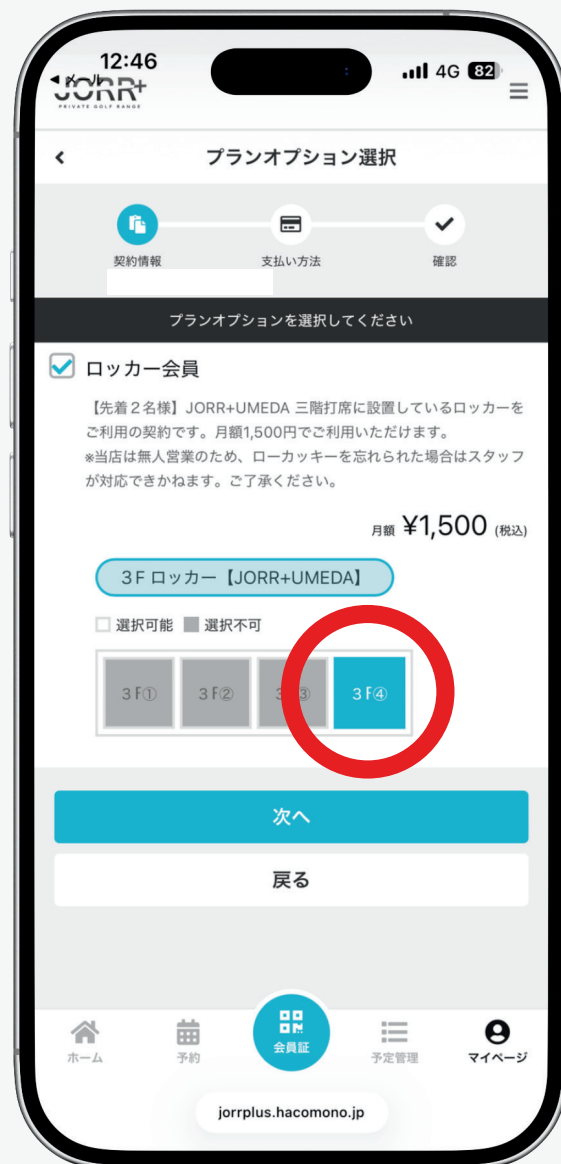 12:46
4G 82
◀ メール
JORR+
PRIVATE GOLF RANGE
プランオプション選択
契約情報
支払い方法
確認
プランオプションを選択してください
ロッカー会員
【先着２名様】JORR+UMEDA 三階打席に設置しているロッカーを
ご利用の契約です。月額1,500円でご利用いただけます。
※当店は無人営業のため、ローカッキーを忘れられた場合はスタッフ
が対応できかねます。ご了承ください。
月額 ¥1,500 (税込)
３F ロッカー【JORR+UMEDA】
選択可能 選択不可
３F① ３F② ３F③ ３F④
次へ
戻る
ホーム
予約
会員証
予定管理
マイページ
jorrplus.hacomono.jp